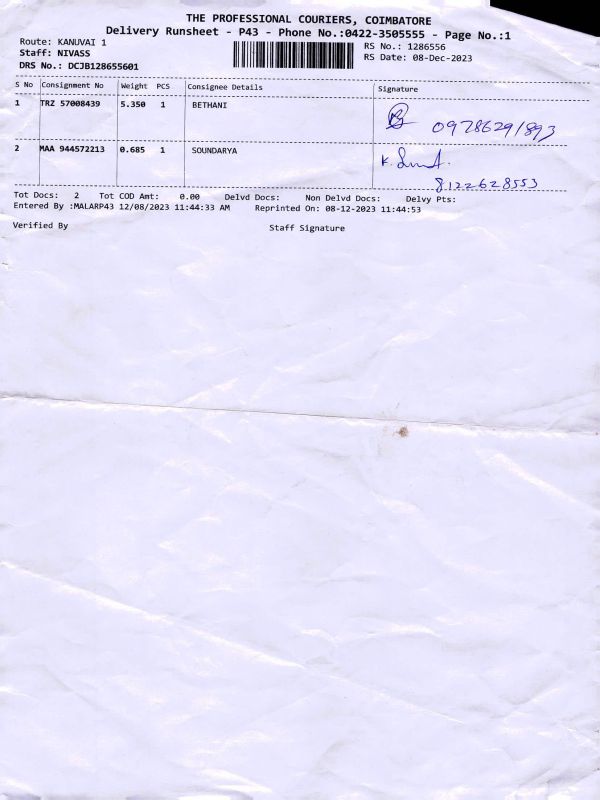 THE PROFESSIONAL COURIERS, COIMBATORE
Delivery Runsheet - P43 - Phone No.:0422-3505555 - Page No.:1
Route: KANUVAI 1
RS No.: 1286556
Staff: NIVASS
RS Date: 08-Dec-2023
DRS No.: DCJB128655601
S No Consignment No Weight PCS Consignee Details Signature
1 TRZ 57008439 5.350 1 BETHANI
09786291893
2 MAA 944572213 0.685 1 SOUNDARYA
K.
8122628553
Tot Docs: 2 Tot COD Amt: 0.00 Delvd Docs: Non Delvd Docs: Delvy Pts:
Entered By :MALARP43 12/08/2023 11:44:33 AM Reprinted On: 08-12-2023 11:44:53
Verified By Staff Signature